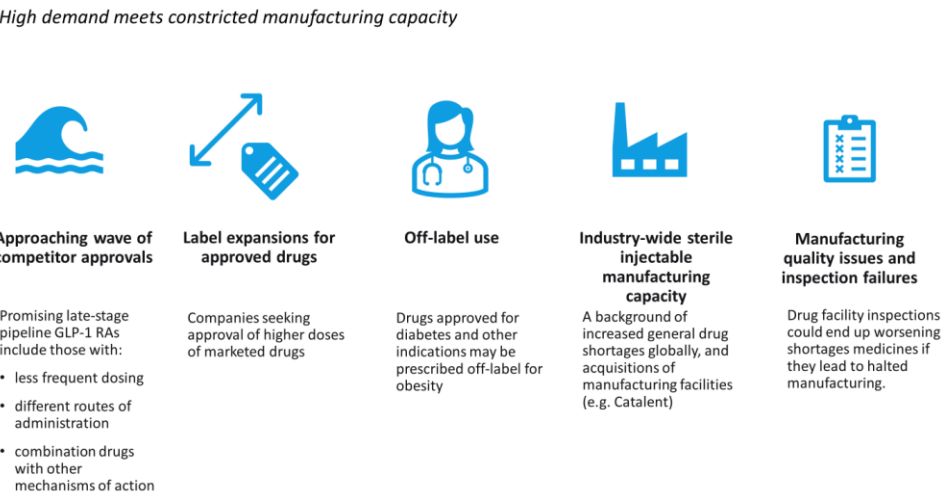 High demand meets constricted manufacturing capacity
Approaching wave of
competitor approvals
Promising late-stage
pipeline GLP-1 RAs
include those with:
• less frequent dosing
• different routes of
administration
• combination drugs
with other
mechanisms of action
Label expansions for
approved drugs
Companies seeking
approval of higher doses
of marketed drugs
Off-label use
Drugs approved for
diabetes and other
indications may be
prescribed off-label for
obesity
Industry-wide sterile
injectable
manufacturing
capacity
A background of
increased general drug
shortages globally, and
acquisitions of
manufacturing facilities
(e.g. Catalent)
Manufacturing
quality issues and
inspection failures
Drug facility inspections
could end up worsening
shortages medicines if
they lead to halted
manufacturing.